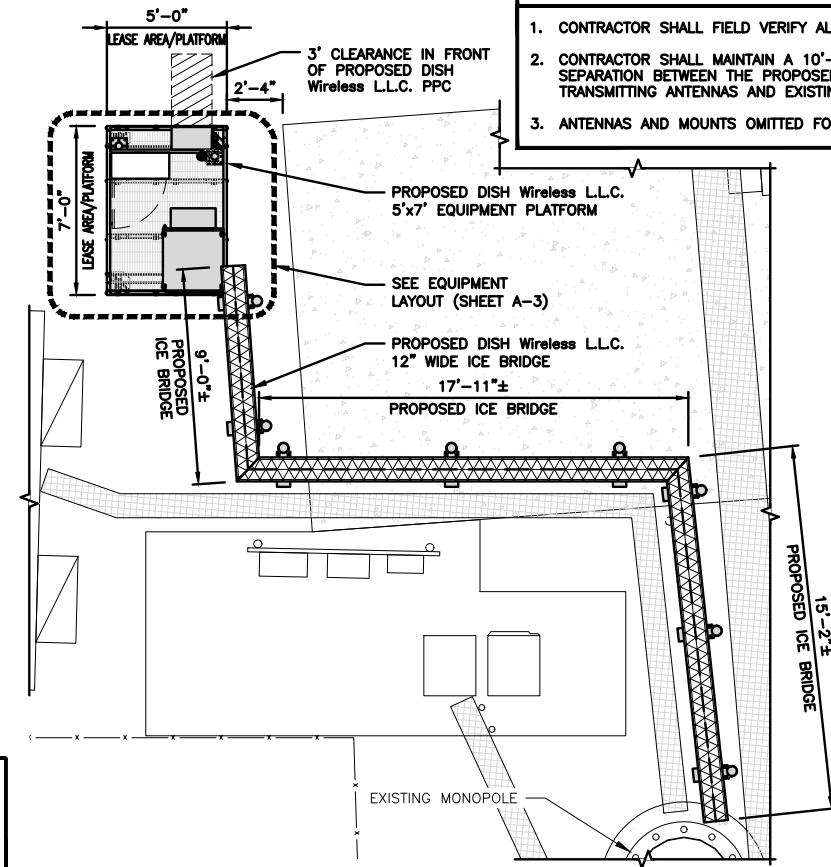 5'-0"
LEASE AREA/PLATFORM
3' CLEARANCE IN FRONT
OF PROPOSED DISH
Wireless L.L.C. PPC
2'-4"
1. CONTRACTOR SHALL FIELD VERIFY AL
2. CONTRACTOR SHALL MAINTAIN A 10'-
SEPARATION BETWEEN THE PROPOSED
TRANSMITTING ANTENNAS AND EXISTIN
3. ANTENNAS AND MOUNTS OMITTED FO
7'-0"
LEASE AREA/PLATFORM
PROPOSED DISH Wireless L.L.C.
5'x7' EQUIPMENT PLATFORM
SEE EQUIPMENT
LAYOUT (SHEET A-3)
PROPOSED DISH Wireless L.L.C.
12" WIDE ICE BRIDGE
9'-0"±
PROPOSED
ICE BRIDGE
17'-11"±
PROPOSED ICE BRIDGE
15'-2"±
PROPOSED ICE BRIDGE
EXISTING MONOPOLE